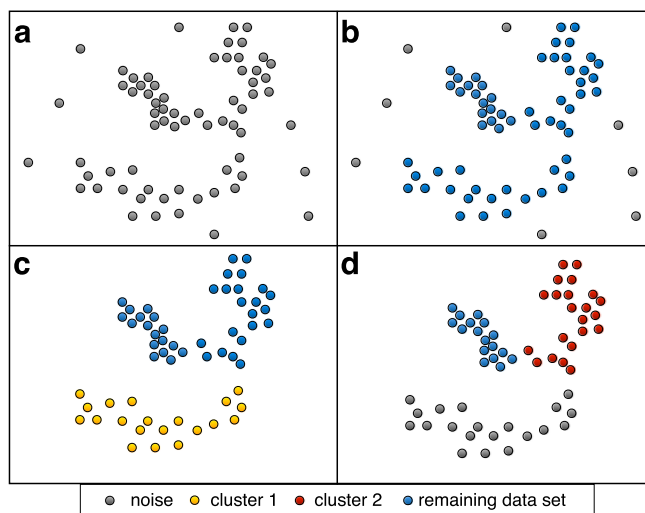 a
b
c
d
noise cluster 1 cluster 2 remaining data set